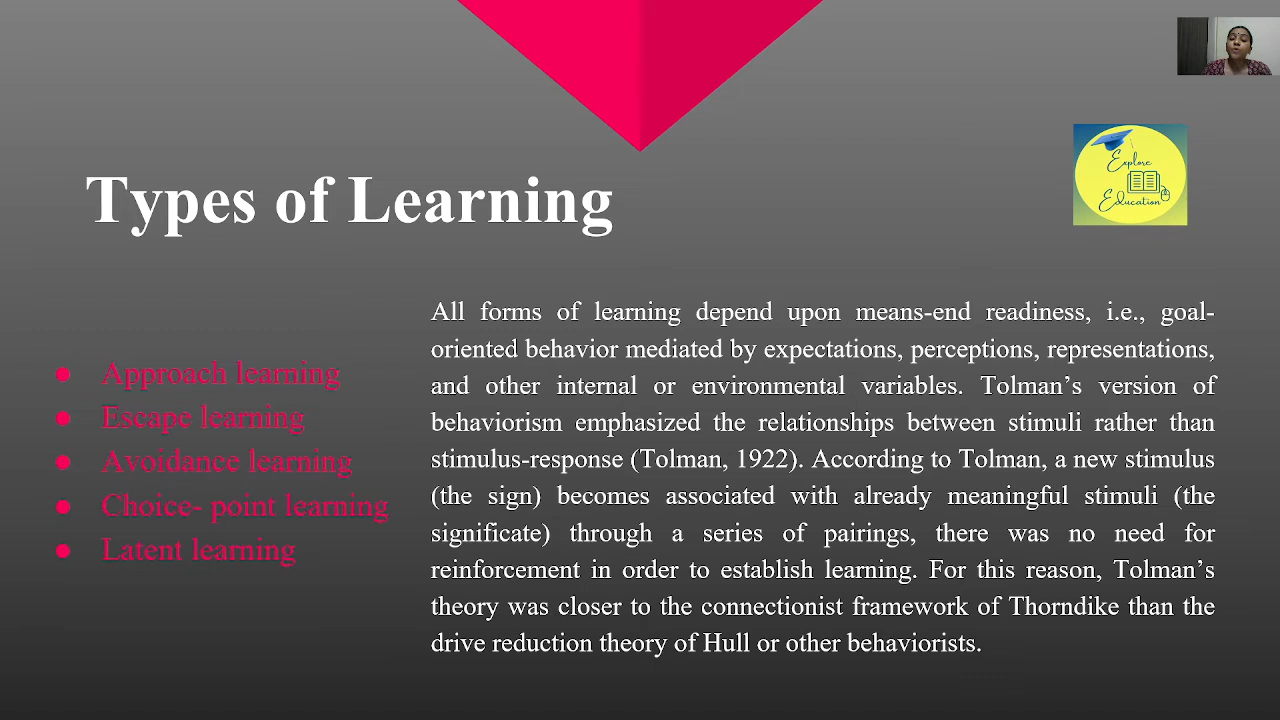 Explore
Education
Types of Learning
Approach learning
Escape learning
Avoidance learning
Choice- point learning
Latent learning
All forms of learning depend upon means-end readiness, i.e., goal-
oriented behavior mediated by expectations, perceptions, representations,
and other internal or environmental variables. Tolman’s version of
behaviorism emphasized the relationships between stimuli rather than
stimulus-response (Tolman, 1922). According to Tolman, a new stimulus
(the sign) becomes associated with already meaningful stimuli (the
significate) through a series of pairings, there was no need for
reinforcement in order to establish learning. For this reason, Tolman’s
theory was closer to the connectionist framework of Thorndike than the
drive reduction theory of Hull or other behaviorists.